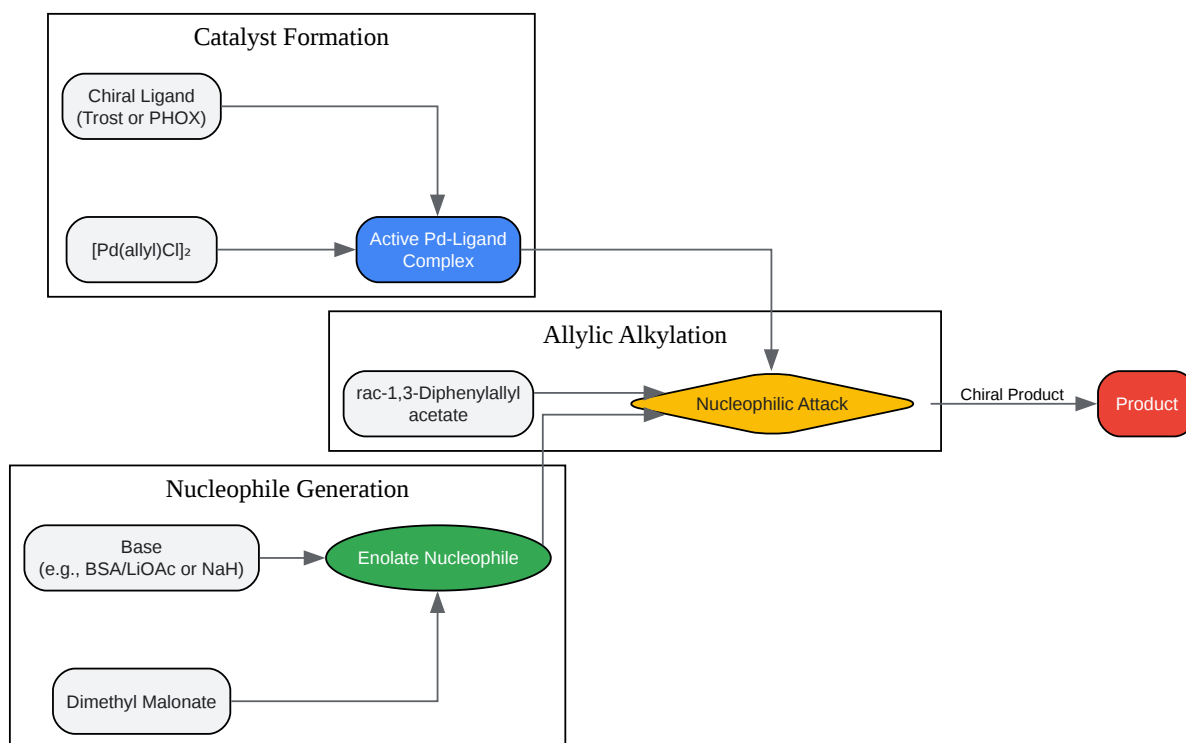 Catalyst Formation
Chiral Ligand
(Trost or PHOX)
[Pd(allyl)Cl]₂
Active Pd-Ligand
Complex
Allylic Alkylation
rac-1,3-Diphenylallyl
acetate
Nucleophilic Attack
Chiral Product
Product
Nucleophile Generation
Base
(e.g., BSA/LiOAc or NaH)
Enolate Nucleophile
Dimethyl Malonate